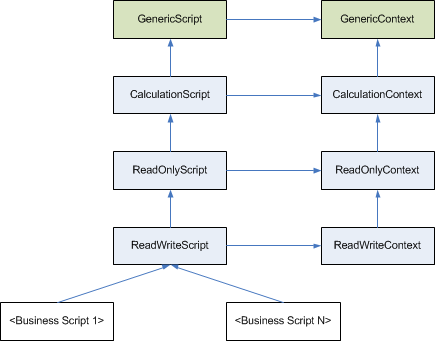 GenericScript
GenericContext
CalculationScript
CalculationContext
ReadOnlyScript
ReadOnlyContext
ReadWriteScript
ReadWriteContext
<Business Script 1>
<Business Script N>